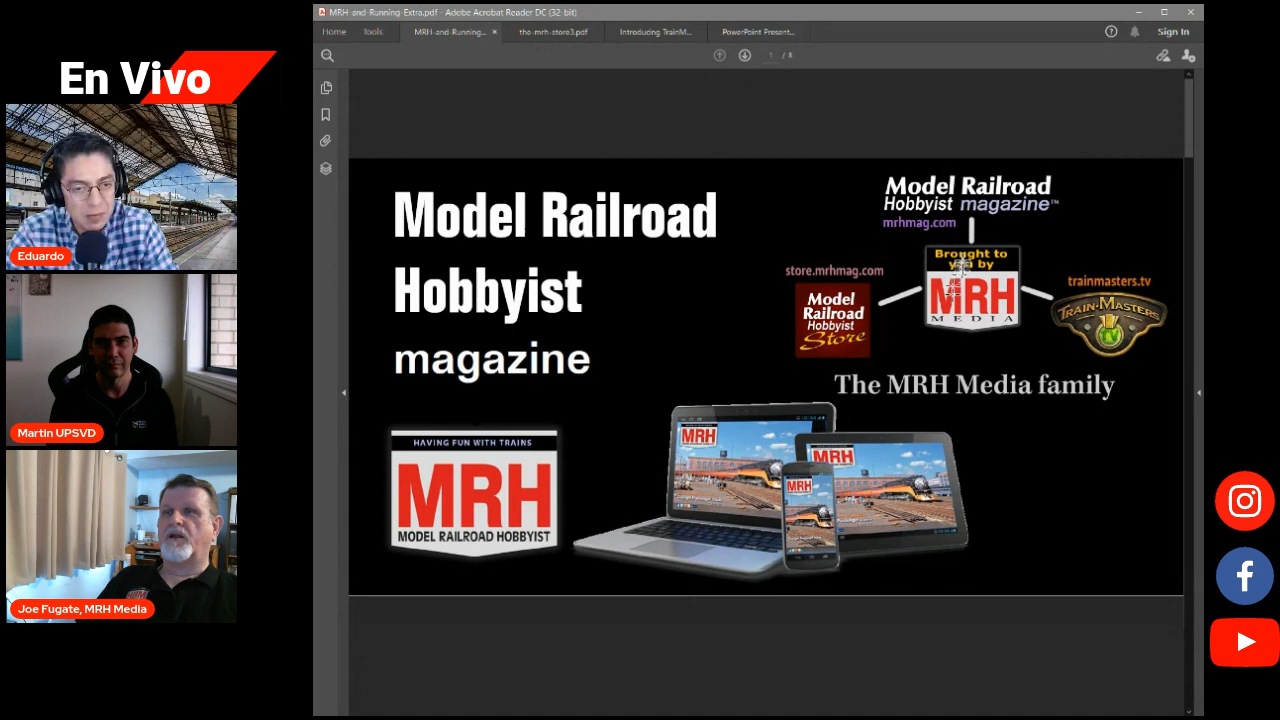 En Vivo
Eduardo
Martin UPSVD
Joe Fugate, MRH Media
MRH-and-Running-Extra.pdf - Adobe Acrobat Reader DC (32-bit)
Home
Tools
MRH-and-Running...
the-mrh-store3.pdf
Introducing TrainM...
PowerPoint Present...
Sign In
1 / 8
Model Railroad
Hobbyist
magazine
Model Railroad
Hobbyist magazine™
mrhmag.com
Brought to
you by
MRH
MEDIA
store.mrhmag.com
Model
Railroad
Hobbyist
Store
trainmasters.tv
TRAIN-MASTERS
TV
The MRH Media family
HAVING FUN WITH TRAINS
MRH
MODEL RAILROAD HOBBYIST
MRH
MRH
MRH